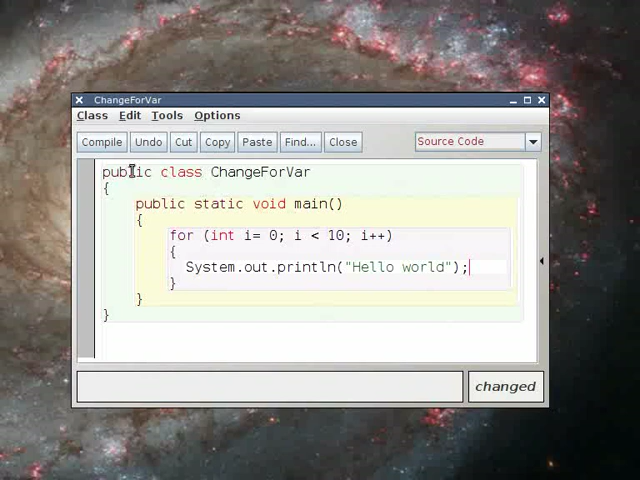 ChangeForVar
Class Edit Tools Options
Compile Undo Cut Copy Paste Find... Close Source Code
public class ChangeForVar
{
public static void main()
{
for (int i= 0; i < 10; i++)
{
System.out.println("Hello world");
}
}
}
changed